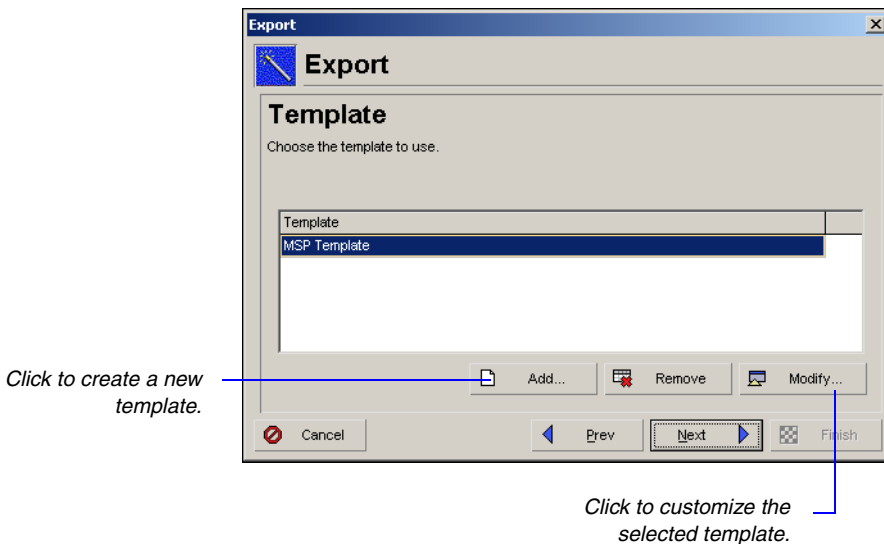 Export
Export
Template
Choose the template to use.
Template
MSP Template
Click to create a new
template.
Add...
Remove
Modify...
Cancel
Prev
Next
Finish
Click to customize the
selected template.